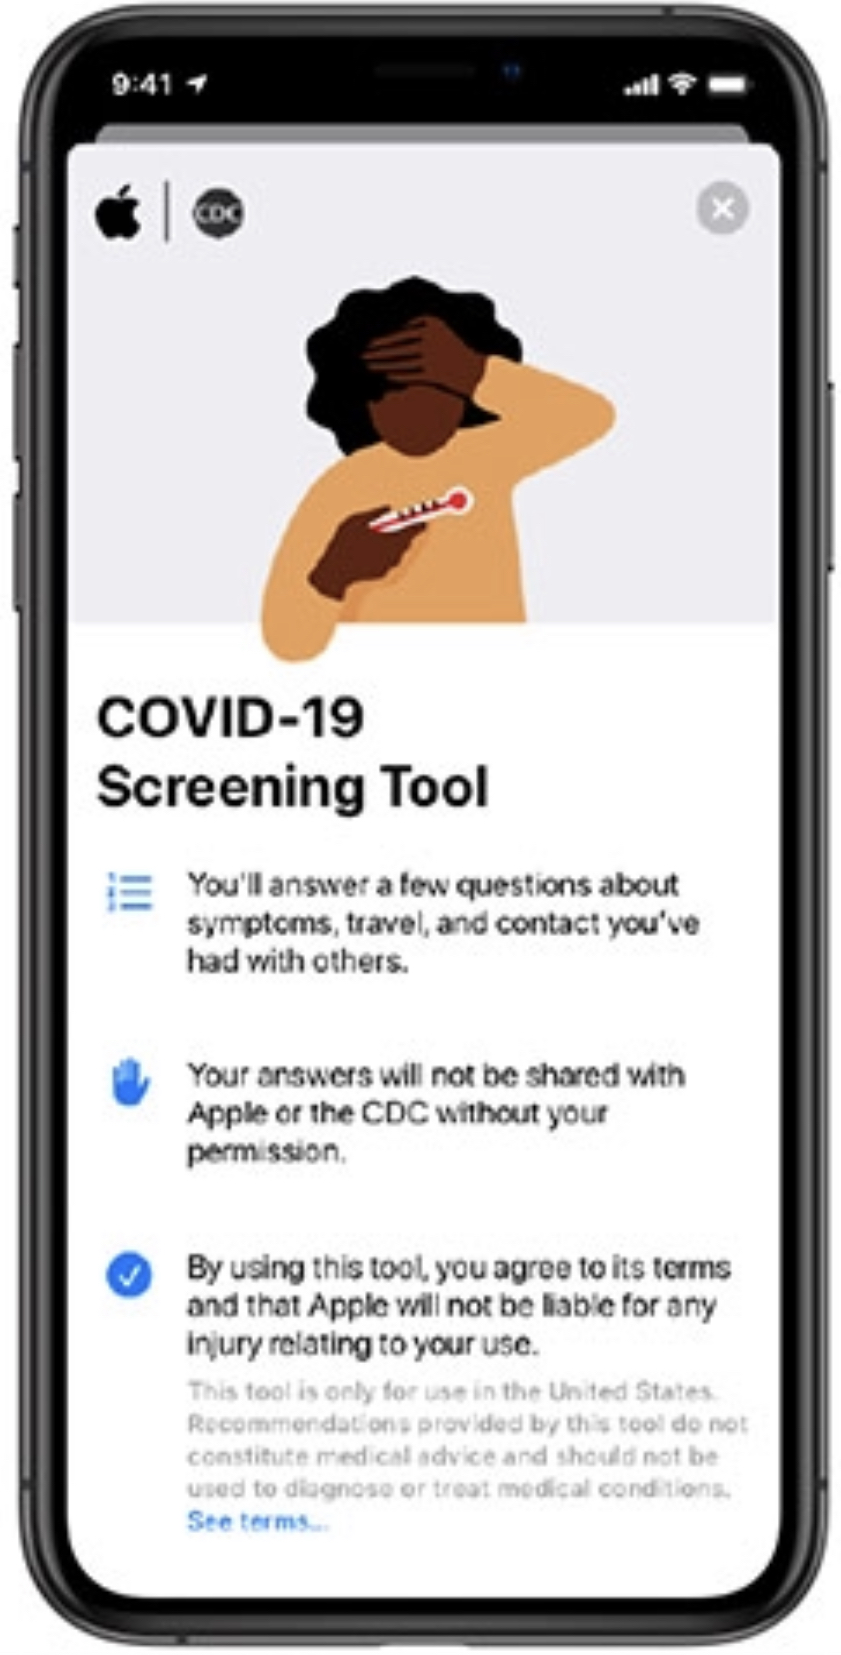 9:41
CDC
COVID-19
Screening Tool
You'll answer a few questions about
symptoms, travel, and contact you've
had with others.
Your answers will not be shared with
Apple or the CDC without your
permission.
By using this tool, you agree to its terms
and that Apple will not be liable for any
injury relating to your use.
This tool is only for use in the United States.
Recommendations provided by this tool do not
constitute medical advice and should not be
used to diagnose or treat medical conditions.
See terms...